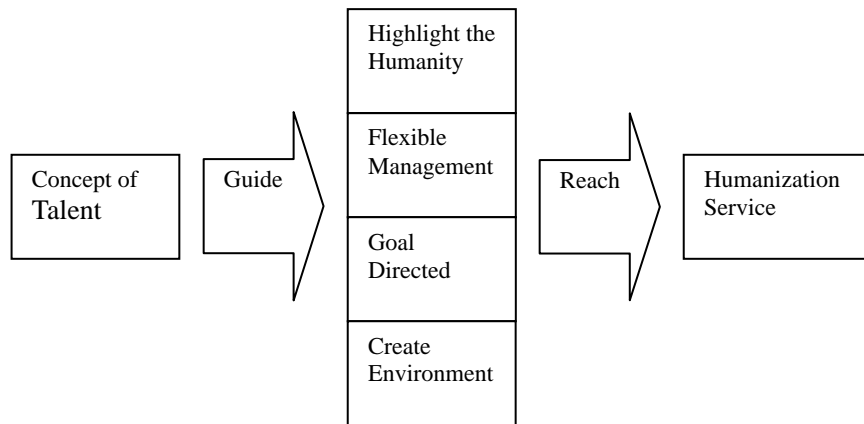 Concept of
Talent
Guide
Highlight the
Humanity
Flexible
Management
Goal
Directed
Create
Environment
Reach
Humanization
Service